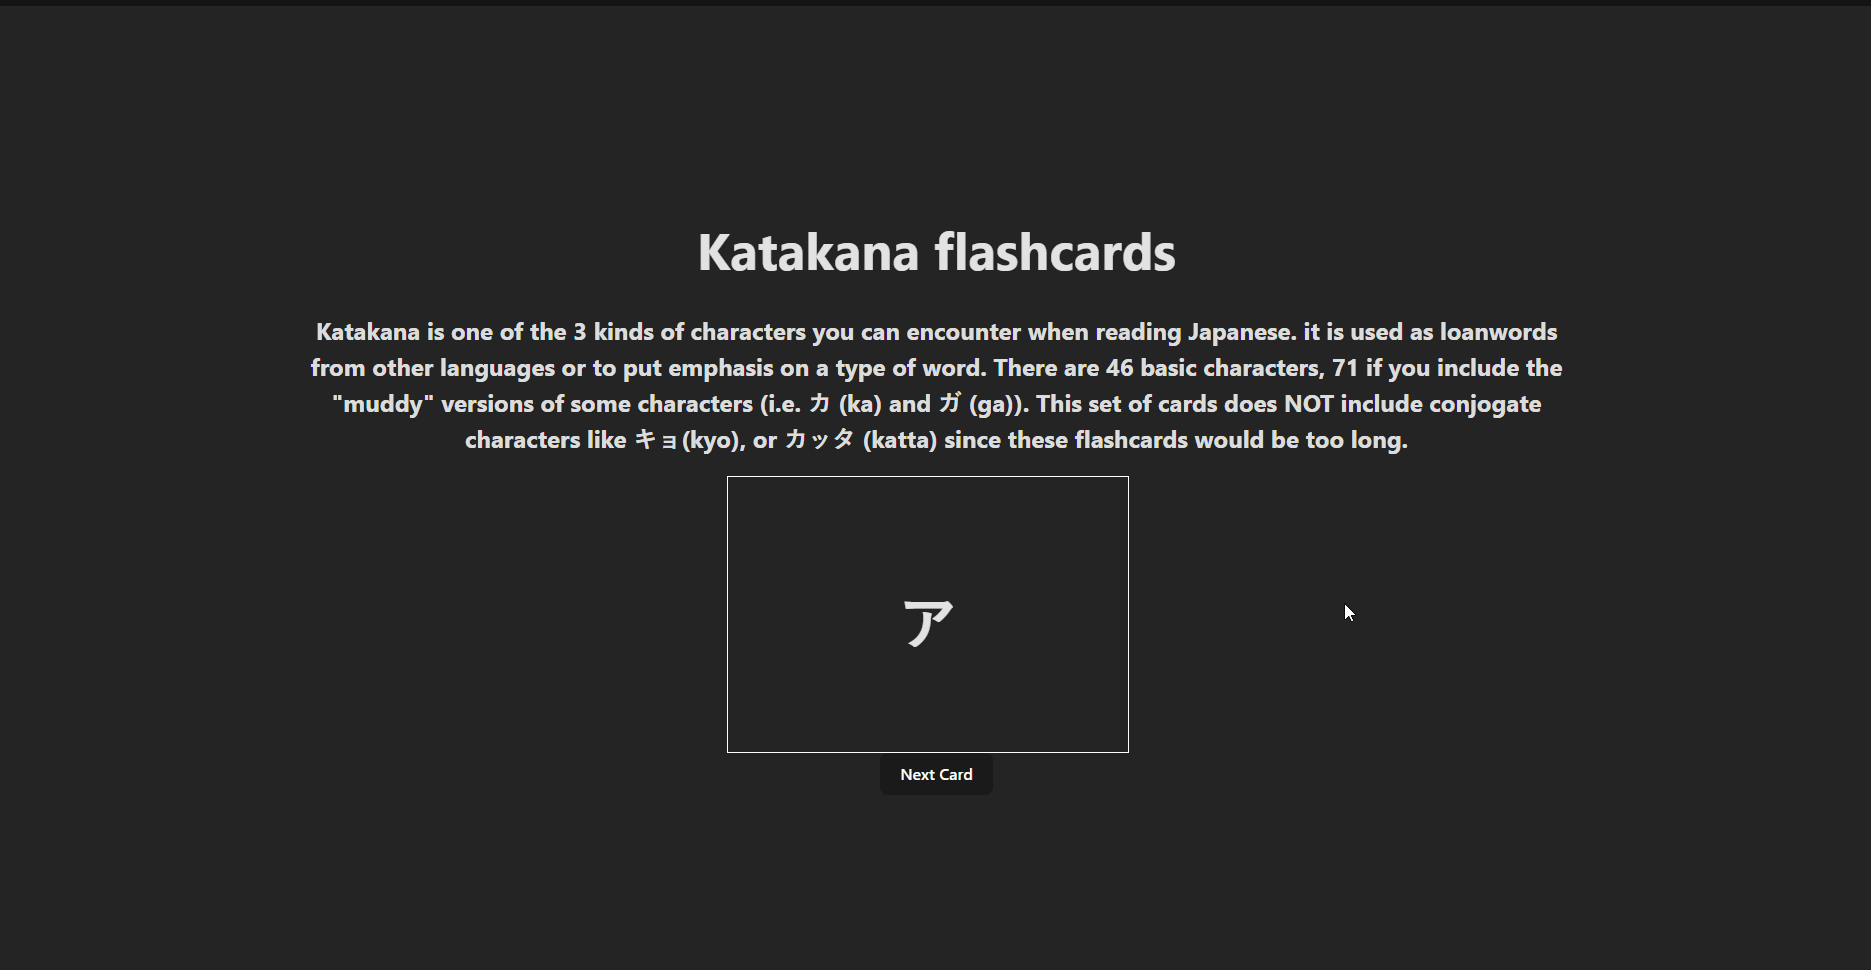 Katakana flashcards
Katakana is one of the 3 kinds of characters you can encounter when reading Japanese. it is used as loanwords
from other languages or to put emphasis on a type of word. There are 46 basic characters, 71 if you include the
"muddy" versions of some characters (i.e. カ (ka) and ガ (ga)). This set of cards does NOT include conjogate
characters like キョ(kyo), or カッタ (katta) since these flashcards would be too long.
ア
Next Card